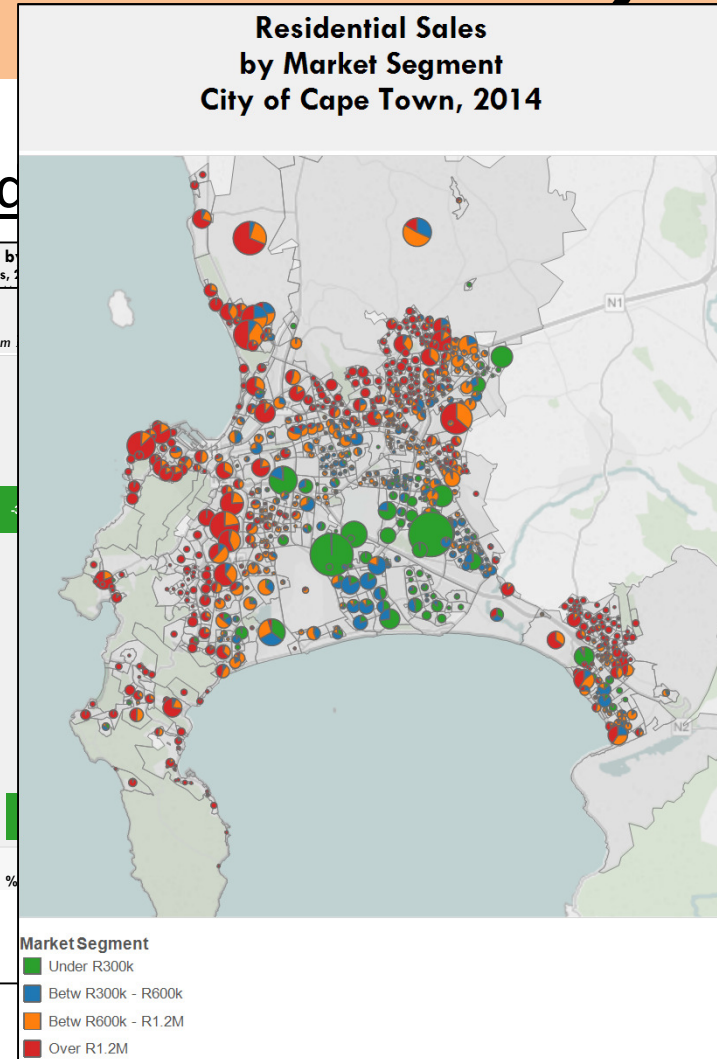 Residential Sales
by Market Segment
City of Cape Town, 2014
N1
N2
%
Market Segment
Under R300k
Betw R300k - R600k
Betw R600k - R1.2M
Over R1.2M